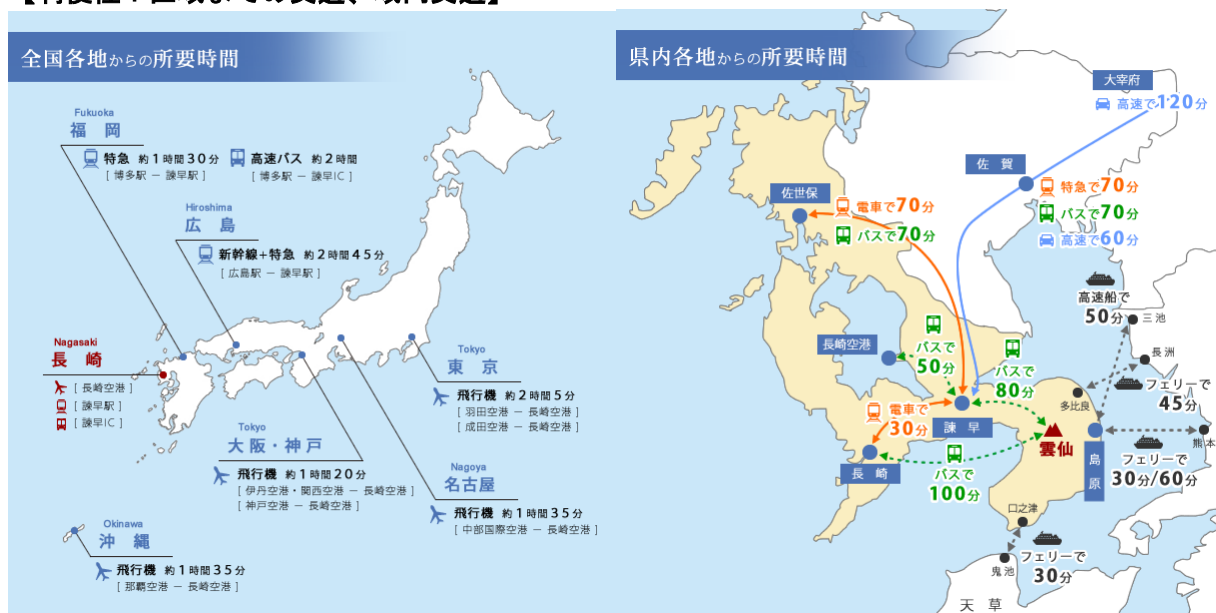 全国各地からの所要時間
Fukuoka
福岡
特急 約1時間30分
[ 博多駅 － 諫早駅 ]
高速バス 約2時間
[ 博多駅 － 諫早IC ]
Hiroshima
広島
新幹線+特急 約2時間45分
[ 広島駅 － 諫早駅 ]
Nagasaki
長崎
[ 長崎空港 ]
[ 諫早駅 ]
[ 諫早IC ]
Tokyo
東京
飛行機 約2時間5分
[ 羽田空港 － 長崎空港 ]
[ 成田空港 － 長崎空港 ]
Tokyo
大阪・神戸
飛行機 約1時間20分
[ 伊丹空港・関西空港 － 長崎空港 ]
[ 神戸空港 － 長崎空港 ]
Nagoya
名古屋
飛行機 約1時間35分
[ 中部国際空港 － 長崎空港 ]
Okinawa
沖縄
飛行機 約1時間35分
[ 那覇空港 － 長崎空港 ]
県内各地からの所要時間
大宰府
高速で120分
佐賀
特急で70分
バスで70分
高速で60分
佐世保
電車で70分
バスで70分
高速船で
50分
三池
長洲
フェリーで
45分
多比良
熊本
フェリーで
30分/60分
島原
長崎空港
バスで
50分
バスで
80分
電車で
30分
諫早
雲仙
長崎
バスで
100分
口之津
フェリーで
30分
鬼池
天草